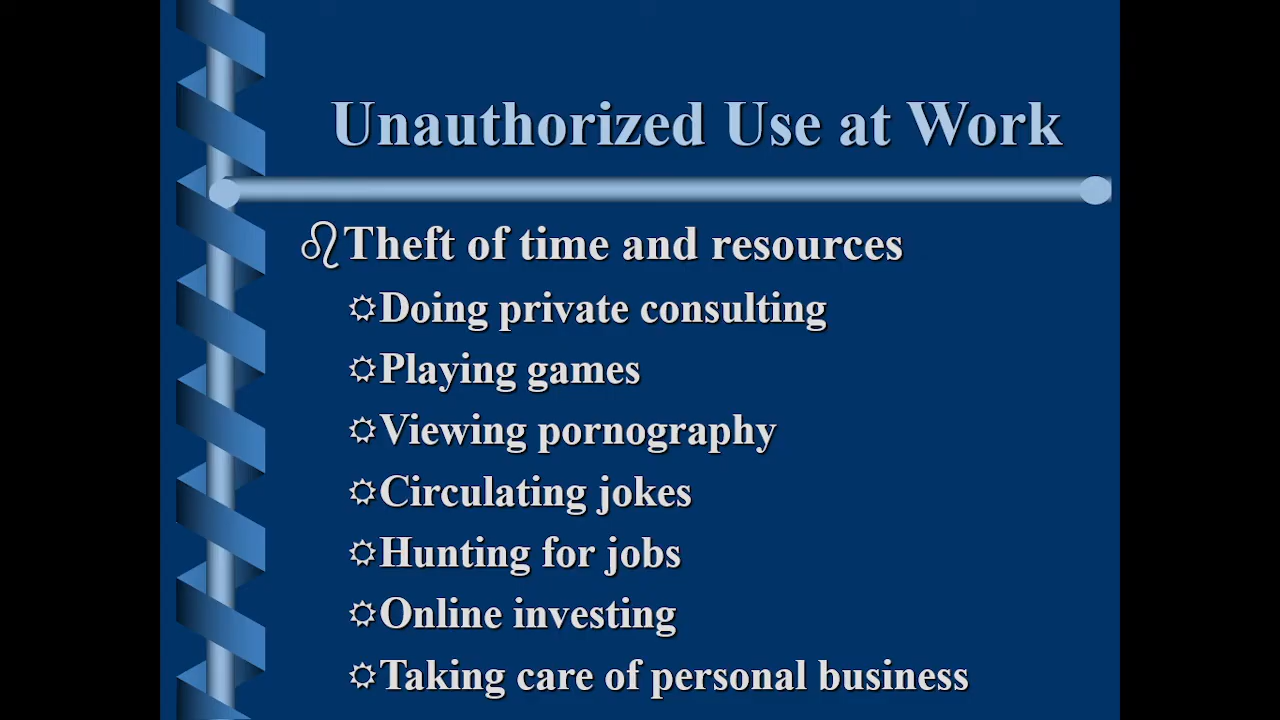 Unauthorized Use at Work
Theft of time and resources
Doing private consulting
Playing games
Viewing pornography
Circulating jokes
Hunting for jobs
Online investing
Taking care of personal business